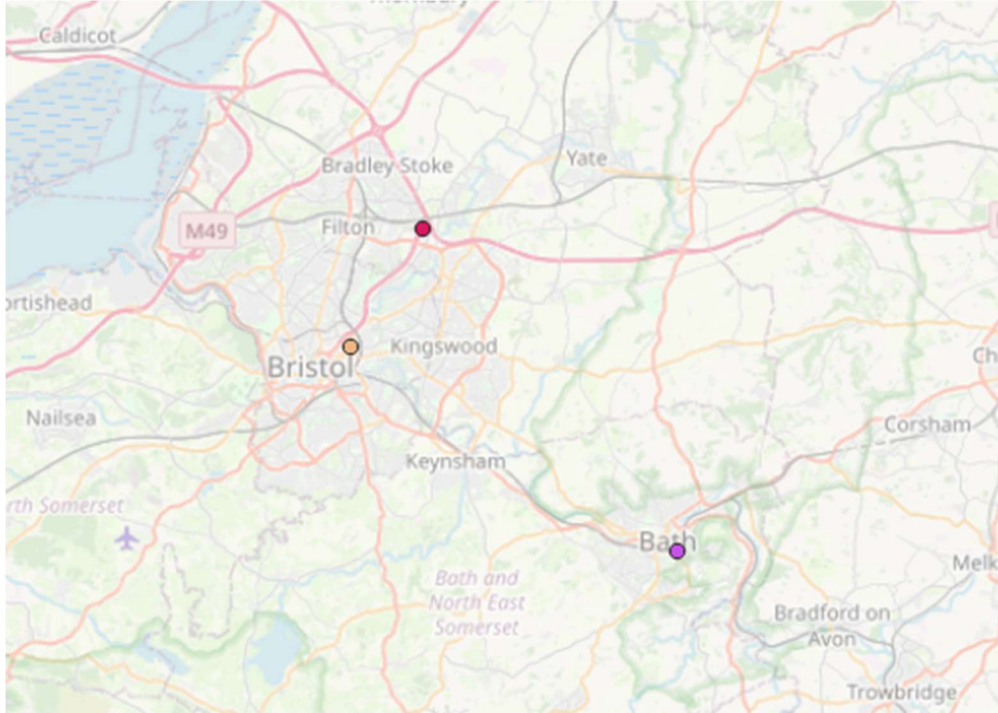 Caldicot
Bradley Stoke
Yate
M49
Filton
ortishead
Kingswood
Bristol
Ch
Nailsea
Corsham
Keynsham
rth Somerset
Bath
Melk
Bath and
North East
Somerset
Bradford on
Avon
Trowbridge